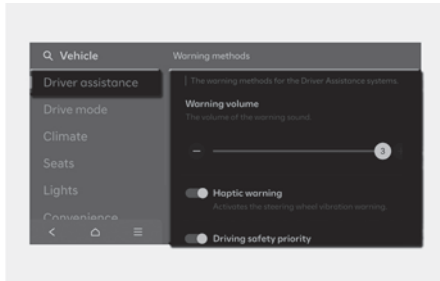 Vehicle
Warning methods
Driver assistance
The warning methods for the Driver Assistance systems.
Drive mode
Warning volume
The volume of the warning sound.
Climate
3
Seats
Lights
Haptic warning
Activates the steering wheel vibration warning.
Convenience
Driving safety priority